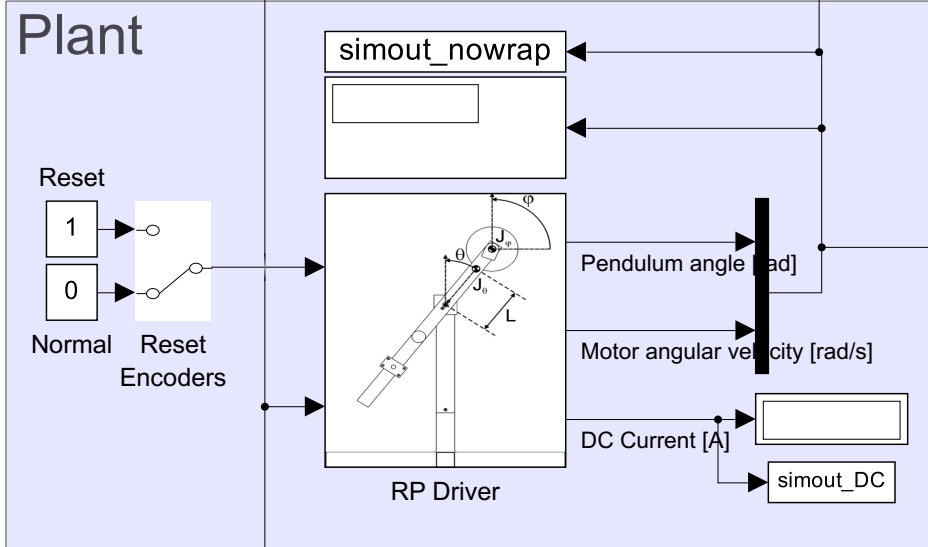 Plant
simout_nowrap
Reset
1
0
Normal
Reset
Encoders
φ
J φ
θ
J θ
L
Pendulum angle [rad]
Motor angular velocity [rad/s]
DC Current [A]
RP Driver
simout_DC